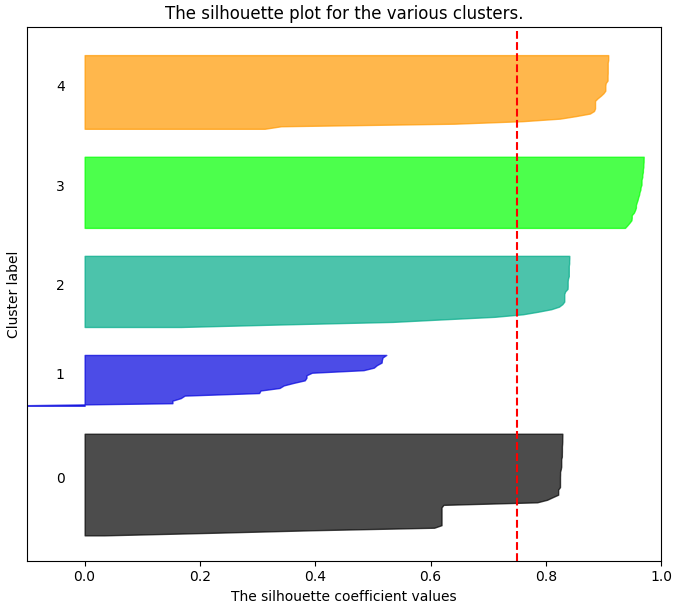 The silhouette plot for the various clusters.
4
3
2
1
0
Cluster label
0.0 0.2 0.4 0.6 0.8 1.0
The silhouette coefficient values